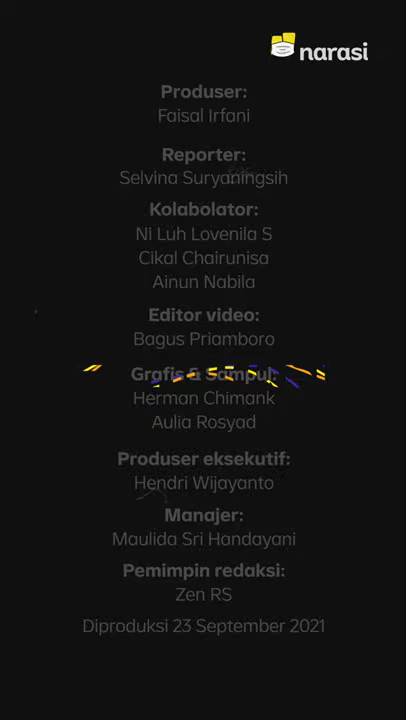 narasi
Produser:
Faisal Irfani
Reporter:
Selvina Suryaningsih
Kolabolator:
Ni Luh Lovenila S
Cikal Chairunisa
Ainun Nabila
Editor video:
Bagus Priamboro
Grafis & Sampul:
Herman Chimank
Aulia Rosyad
Produser eksekutif:
Hendri Wijayanto
Manajer:
Maulida Sri Handayani
Pemimpin redaksi:
Zen RS
Diproduksi 23 September 2021